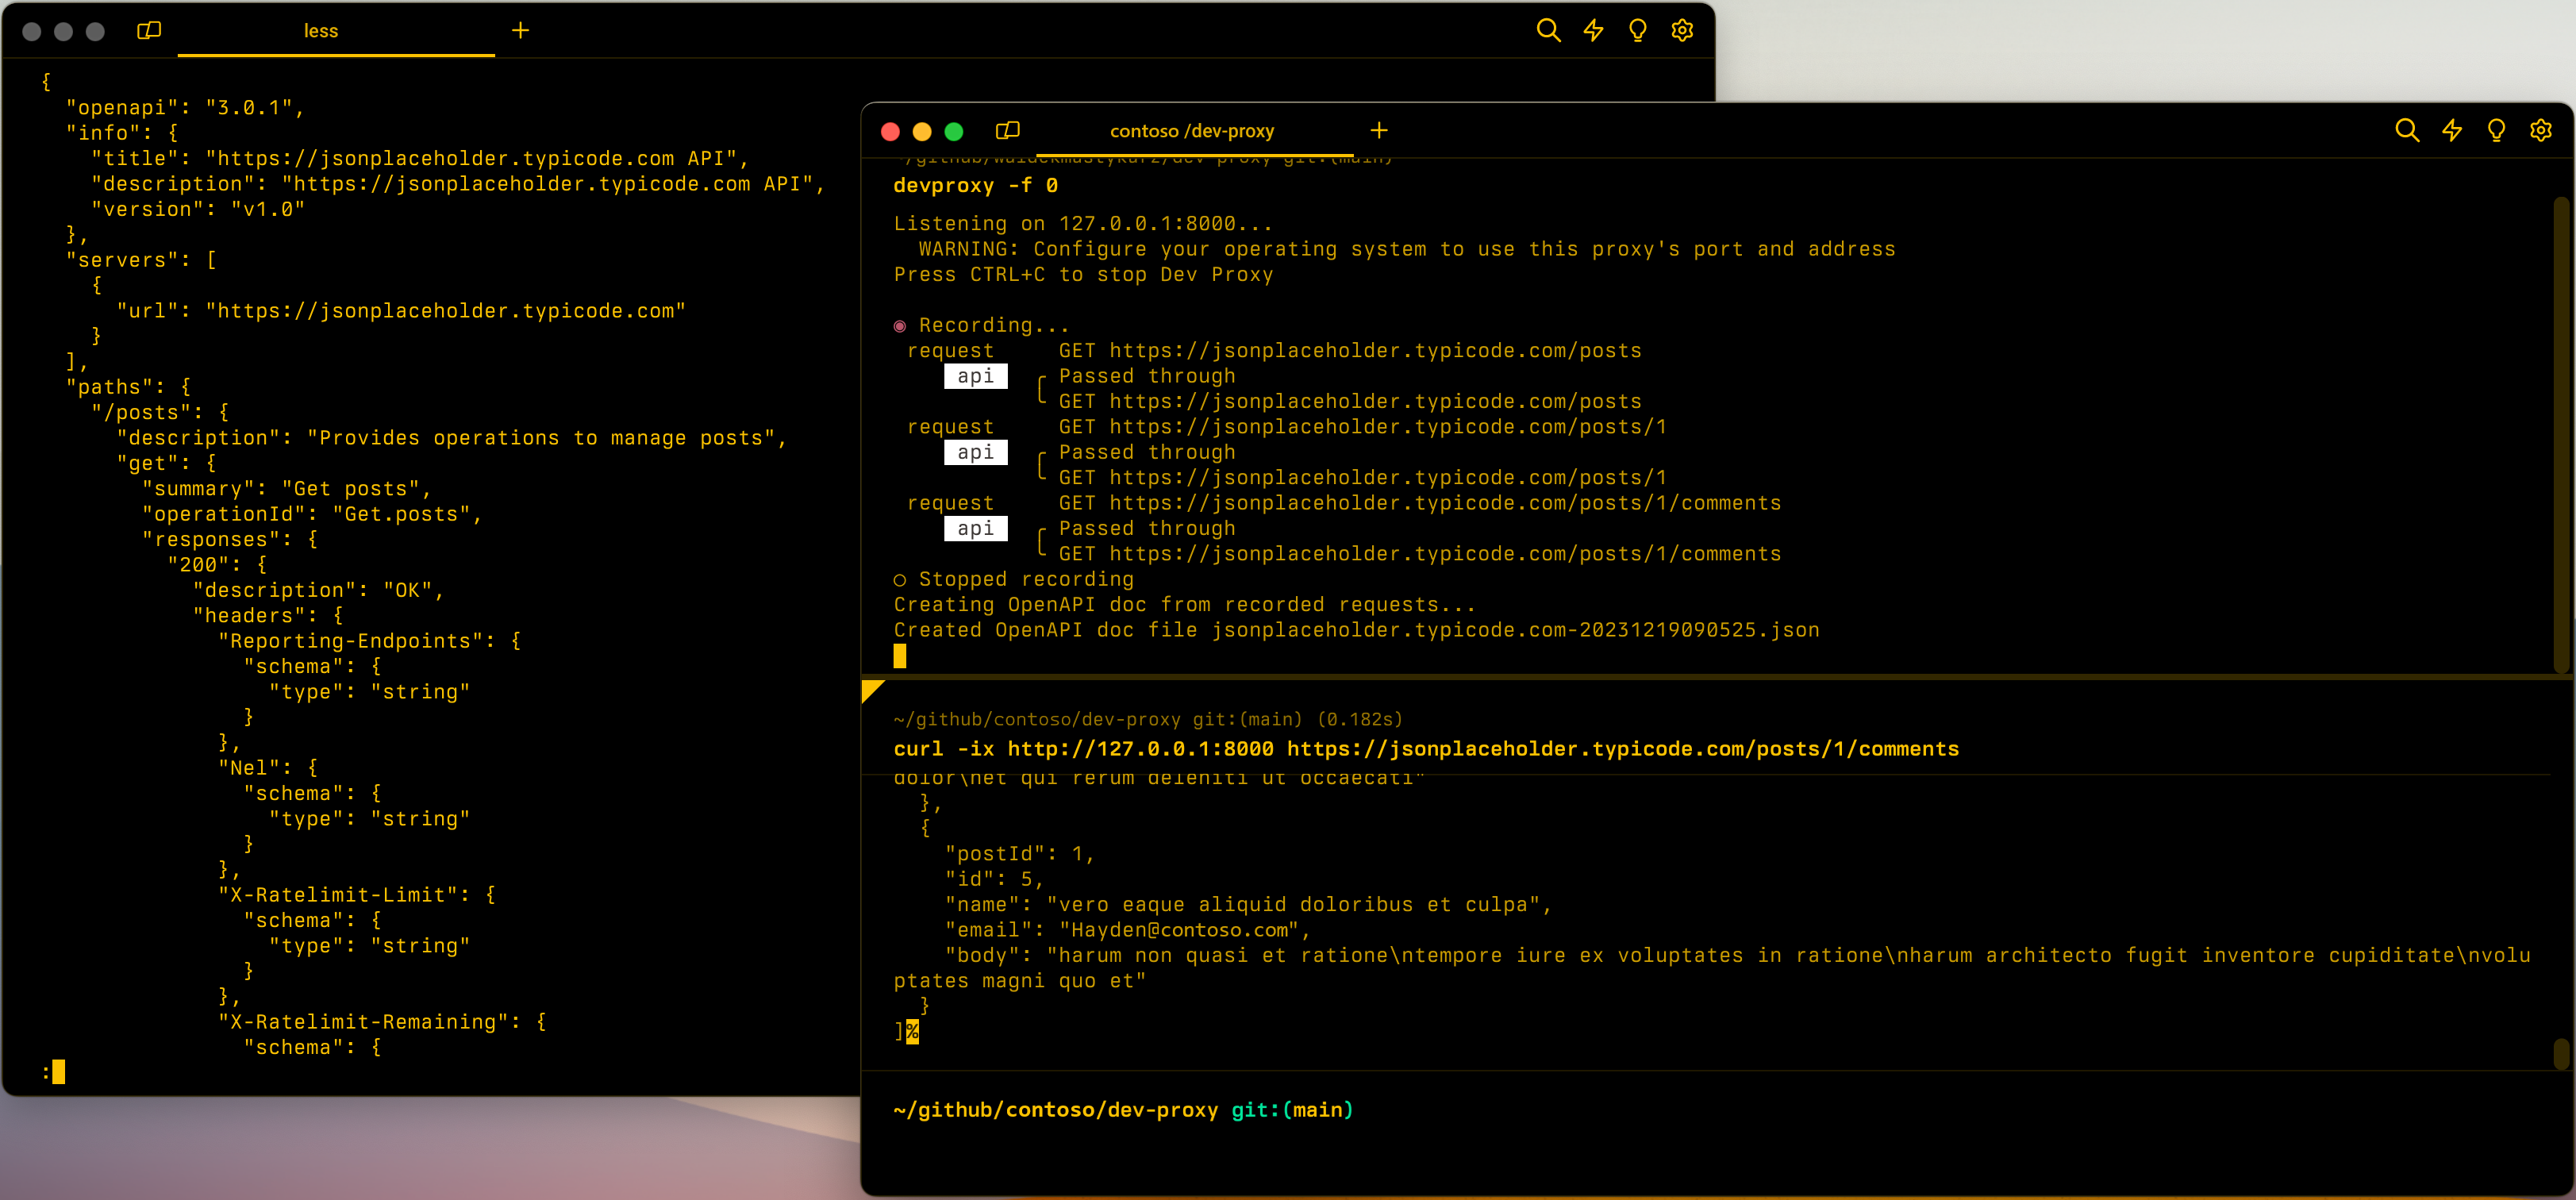 less
{
  "openapi": "3.0.1",
  "info": {
    "title": "https://jsonplaceholder.typicode.com API",
    "description": "https://jsonplaceholder.typicode.com API",
    "version": "v1.0"
  },
  "servers": [
    {
      "url": "https://jsonplaceholder.typicode.com"
    }
  ],
  "paths": {
    "/posts": {
      "description": "Provides operations to manage posts",
      "get": {
        "summary": "Get posts",
        "operationId": "Get.posts",
        "responses": {
          "200": {
            "description": "OK",
            "headers": {
              "Reporting-Endpoints": {
                "schema": {
                  "type": "string"
                }
              },
              "Nel": {
                "schema": {
                  "type": "string"
                }
              },
              "X-Ratelimit-Limit": {
                "schema": {
                  "type": "string"
                }
              },
              "X-Ratelimit-Remaining": {
                "schema": {
:
contoso /dev-proxy
~/github/waldekmastykarz/dev-proxy git:(main)
devproxy -f 0
Listening on 127.0.0.1:8000...
  WARNING: Configure your operating system to use this proxy's port and address
Press CTRL+C to stop Dev Proxy
◉ Recording...
 request     GET https://jsonplaceholder.typicode.com/posts
    api   ╭ Passed through
          ╰ GET https://jsonplaceholder.typicode.com/posts
 request     GET https://jsonplaceholder.typicode.com/posts/1
    api   ╭ Passed through
          ╰ GET https://jsonplaceholder.typicode.com/posts/1
 request     GET https://jsonplaceholder.typicode.com/posts/1/comments
    api   ╭ Passed through
          ╰ GET https://jsonplaceholder.typicode.com/posts/1/comments
○ Stopped recording
Creating OpenAPI doc from recorded requests...
Created OpenAPI doc file jsonplaceholder.typicode.com-20231219090525.json
~/github/contoso/dev-proxy git:(main) (0.182s)
curl -ix http://127.0.0.1:8000 https://jsonplaceholder.typicode.com/posts/1/comments
dolor\net qui rerum deleniti ut occaecati"
  },
  {
    "postId": 1,
    "id": 5,
    "name": "vero eaque aliquid doloribus et culpa",
    "email": "Hayden@contoso.com",
    "body": "harum non quasi et ratione\ntempore iure ex voluptates in ratione\nharum architecto fugit inventore cupiditate\nvolu
ptates magni quo et"
  }
]%
~/github/contoso/dev-proxy git:(main)